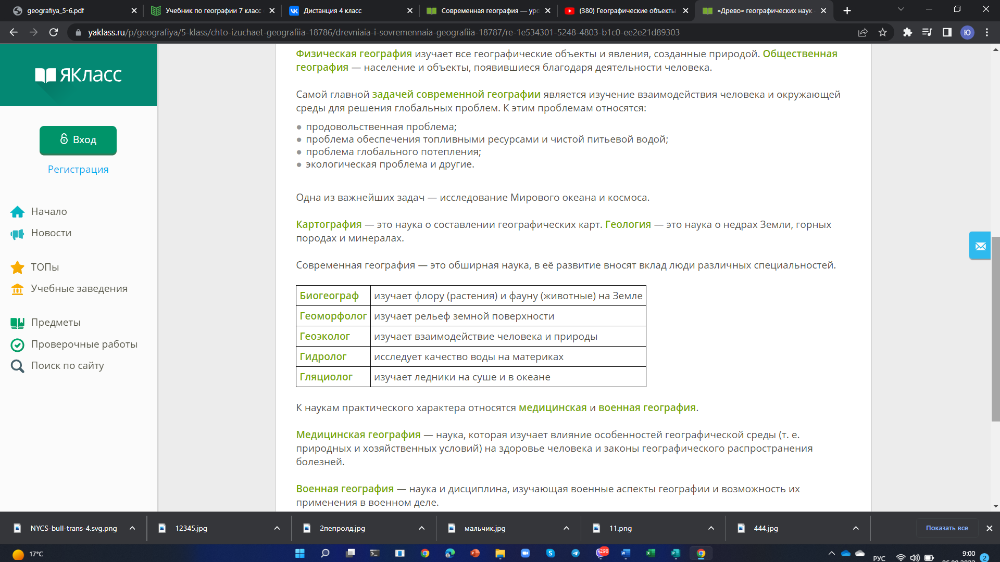 geografiya_5-6.pdf
Учебник по географии 7 класс
Дистанция 4 класс
Современная география — уро
(380) Географические объекты
«Древо» географических наук
yaklass.ru/p/geografiya/5-klass/chto-izuchaet-geografiia-18786/drevniaia-i-sovremennaia-geografiia-18787/re-1e534301-5248-4803-b1c0-ee2e21d89303
Ю
ЯКласс
Вход
Регистрация
Начало
Новости
ТОПы
Учебные заведения
Предметы
Проверочные работы
Поиск по сайту
Физическая география изучает все географические объекты и явления, созданные природой. Общественная
география — население и объекты, появившиеся благодаря деятельности человека.
Самой главной задачей современной географии является изучение взаимодействия человека и окружающей
среды для решения глобальных проблем. К этим проблемам относятся:
● продовольственная проблема;
● проблема обеспечения топливными ресурсами и чистой питьевой водой;
● проблема глобального потепления;
● экологическая проблема и другие.
Одна из важнейших задач — исследование Мирового океана и космоса.
Картография — это наука о составлении географических карт. Геология — это наука о недрах Земли, горных
породах и минералах.
Современная география — это обширная наука, в её развитие вносят вклад люди различных специальностей.
Биогеограф изучает флору (растения) и фауну (животные) на Земле
Геоморфолог изучает рельеф земной поверхности
Геоэколог изучает взаимодействие человека и природы
Гидролог исследует качество воды на материках
Гляциолог изучает ледники на суше и в океане
К наукам практического характера относятся медицинская и военная география.
Медицинская география — наука, которая изучает влияние особенностей географической среды (т. е.
природных и хозяйственных условий) на здоровье человека и законы географического распространения
болезней.
Военная география — наука и дисциплина, изучающая военные аспекты географии и возможность их
применения в военном деле.
NYCS-bull-trans-4.svg.png
12345.jpg
2пепролд.jpg
мальчик.jpg
11.png
444.jpg
Показать все
17°C
298
РУС
9:00
2